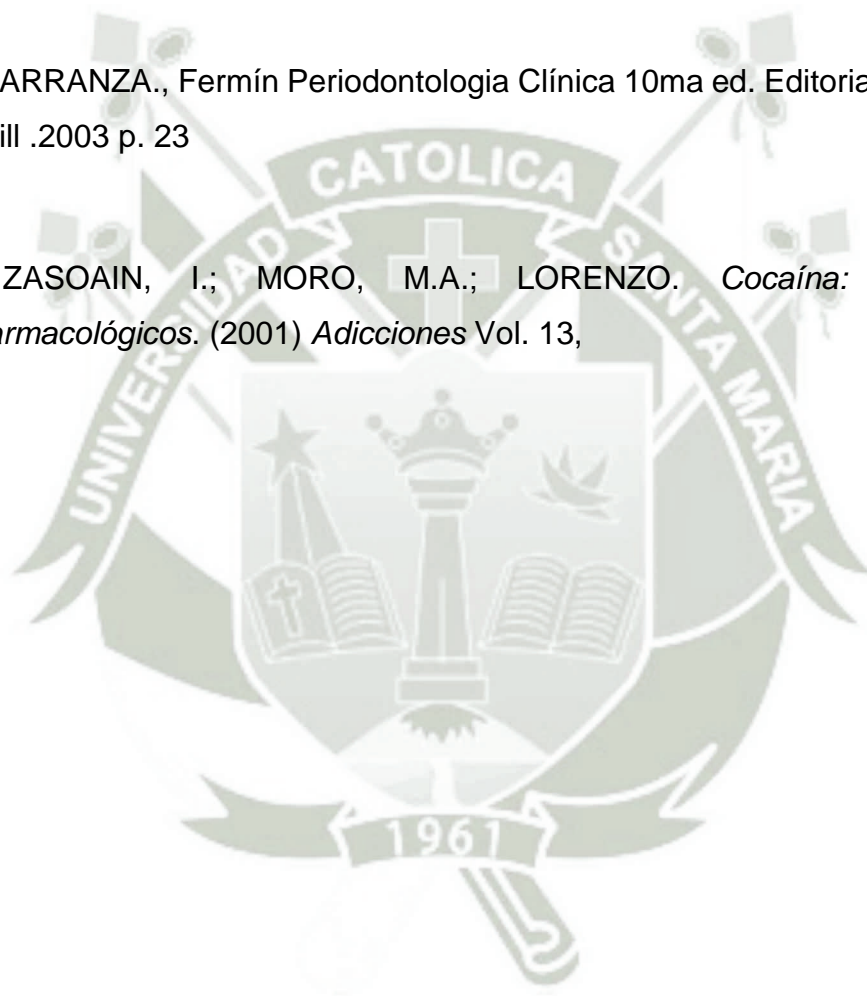 ARRANZA., Fermín Periodontologia Clínica 10ma ed. Editoria
ill .2003 p. 23
ZASOAIN, I.; MORO, M.A.; LORENZO. Cocaína:
armacológicos. (2001) Adicciones Vol. 13,
UNIVERSIDAD CATOLICA SANTA MARIA
1961